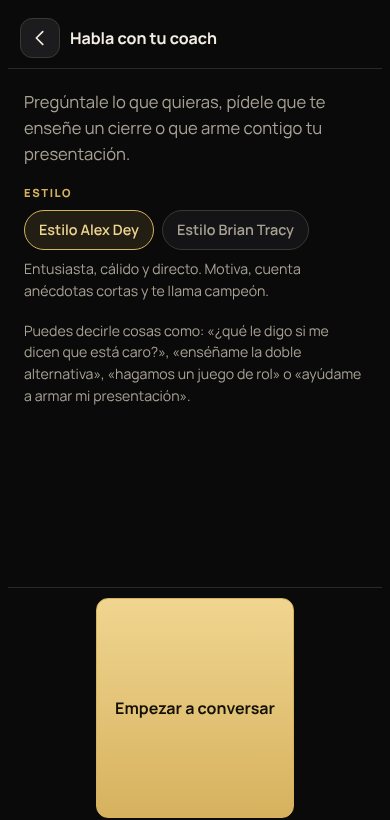 Habla con tu coach
Pregúntale lo que quieras, pídele que te
enseñe un cierre o que arme contigo tu
presentación.
ESTILO
Estilo Alex Dey
Estilo Brian Tracy
Entusiasta, cálido y directo. Motiva, cuenta
anécdotas cortas y te llama campeón.
Puedes decirle cosas como: «¿qué le digo si me
dicen que está caro?», «enséñame la doble
alternativa», «hagamos un juego de rol» o «ayúdame
a armar mi presentación».
Empezar a conversar